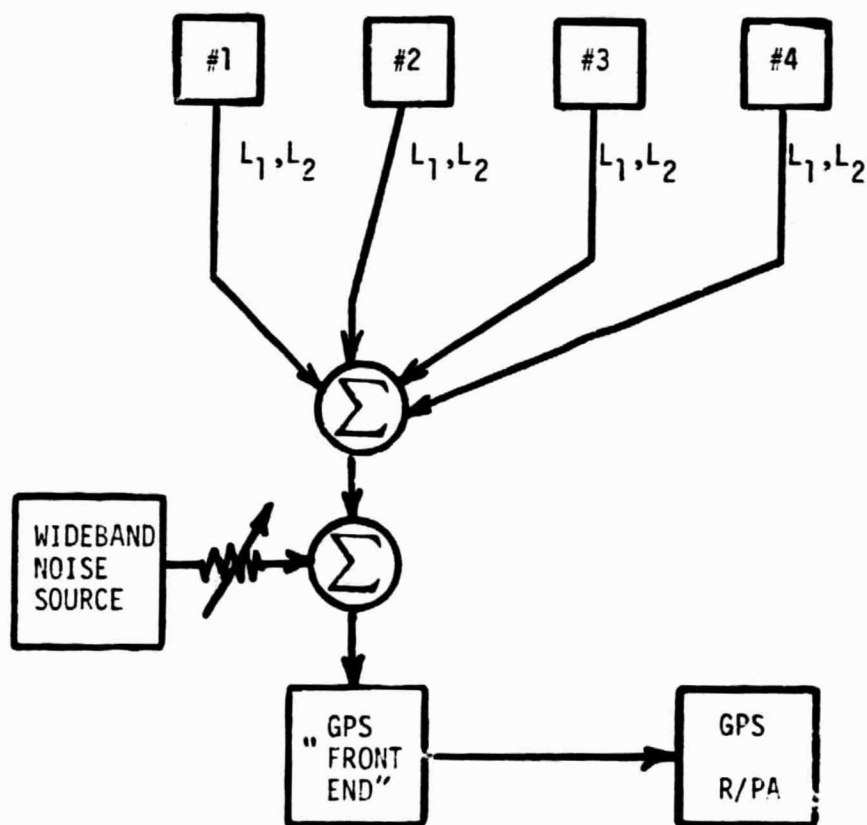 #1
#2
#3
#4
L1,L2
L1,L2
L1,L2
L1,L2
Σ
WIDEBAND
NOISE
SOURCE
Σ
"GPS
FRONT
END"
GPS
R/PA